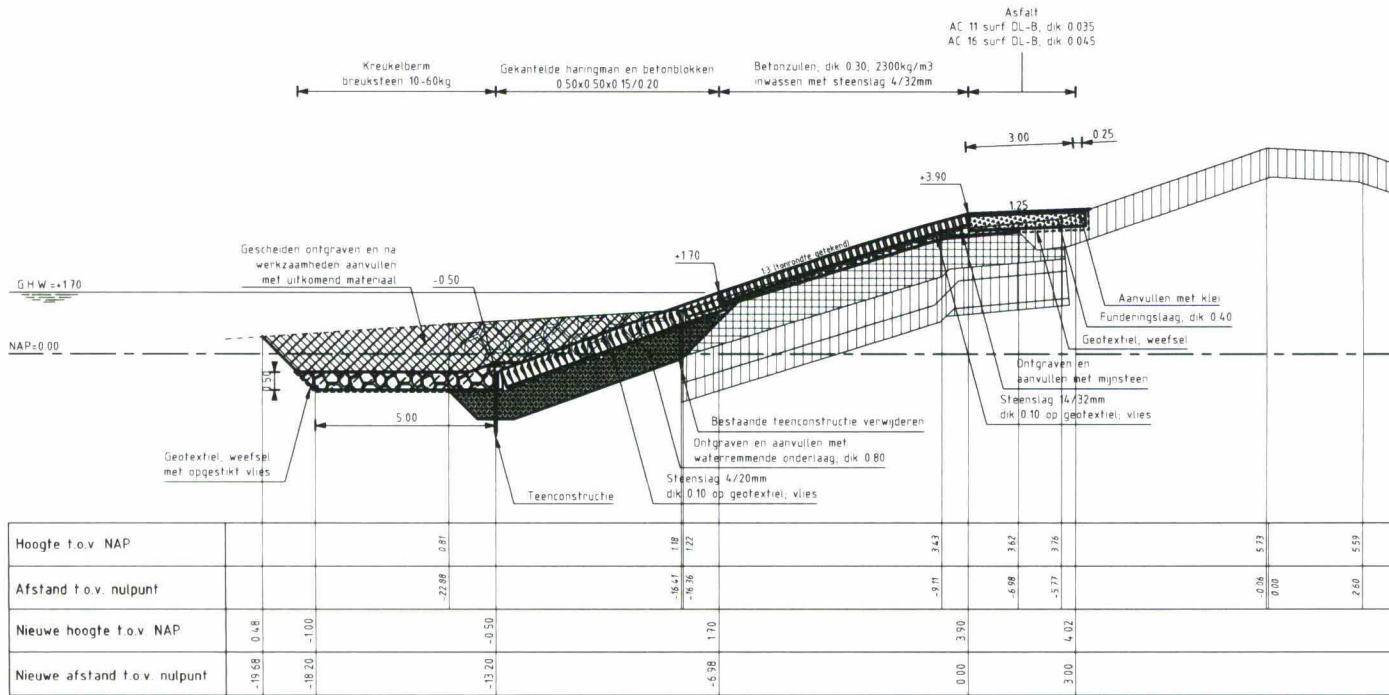 Asfalt
AC 11 surf DL-B, dik 0.035
AC 16 surf DL-B, dik 0.045
Kreukelberm
breuksteen 10-60kg
Gekantelde haringman en betonblokken
0.50x0.50x0.15/0.20
Betonzuilen, dik 0.30; 2300kg/m3
inwassen met steenslag 4/32mm
3.00
0.25
+3.90
1.25
1:3 (tonrondte getekend)
Gescheiden ontgraven en na
werkzaamheden aanvullen
met uitkomend materiaal
-0.50
+1.70
G.H.W.=+1.70
NAP=0.00
0.50
5.00
Aanvullen met klei
Funderingslaag, dik 0.40
Geotextiel, weefsel
Ontgraven en
aanvullen met mijnsteen
Steenslag 14/32mm
dik 0.10 op geotextiel; vlies
Bestaande teenconstructie verwijderen
Ontgraven en aanvullen met
waterremmende onderlaag; dik 0.80
Steenslag 4/20mm
dik 0.10 op geotextiel; vlies
Geotextiel, weefsel
met opgestikt vlies
Teenconstructie
Hoogte t.o.v. NAP 0.81 1.18 1.22 3.43 3.62 3.76 5.73 5.59
Afstand t.o.v. nulpunt -22.88 -16.41 -16.36 -9.11 -6.98 -5.77 -0.06 0.00 2.60
Nieuwe hoogte t.o.v. NAP 0.48 -1.00 -0.50 1.70 3.90 4.02
Nieuwe afstand t.o.v. nulpunt -19.68 -18.20 -13.20 -6.98 0.00 3.00